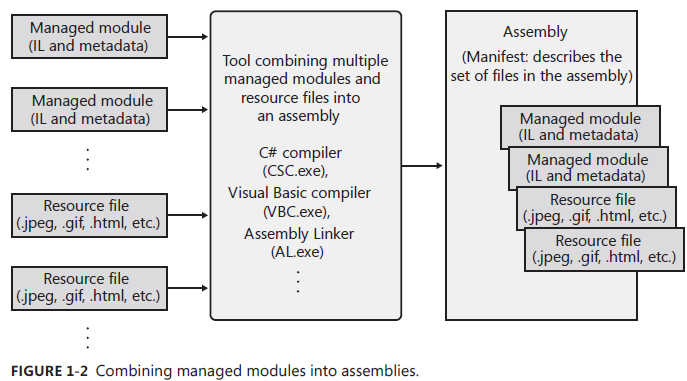 Managed module
(IL and metadata)
Managed module
(IL and metadata)
Resource file
(.jpeg, .gif, .html, etc.)
Resource file
(.jpeg, .gif, .html, etc.)
Tool combining multiple
managed modules and
resource files into
an assembly
C# compiler
(CSC.exe),
Visual Basic compiler
(VBC.exe),
Assembly Linker
(AL.exe)
Assembly
(Manifest: describes the
set of files in the assembly)
Managed module
(IL and metadata)
Managed module
(IL and metadata)
Resource file
(.jpeg, .gif, .html, etc.)
Resource file
(.jpeg, .gif, .html, etc.)
FIGURE 1-2 Combining managed modules into assemblies.